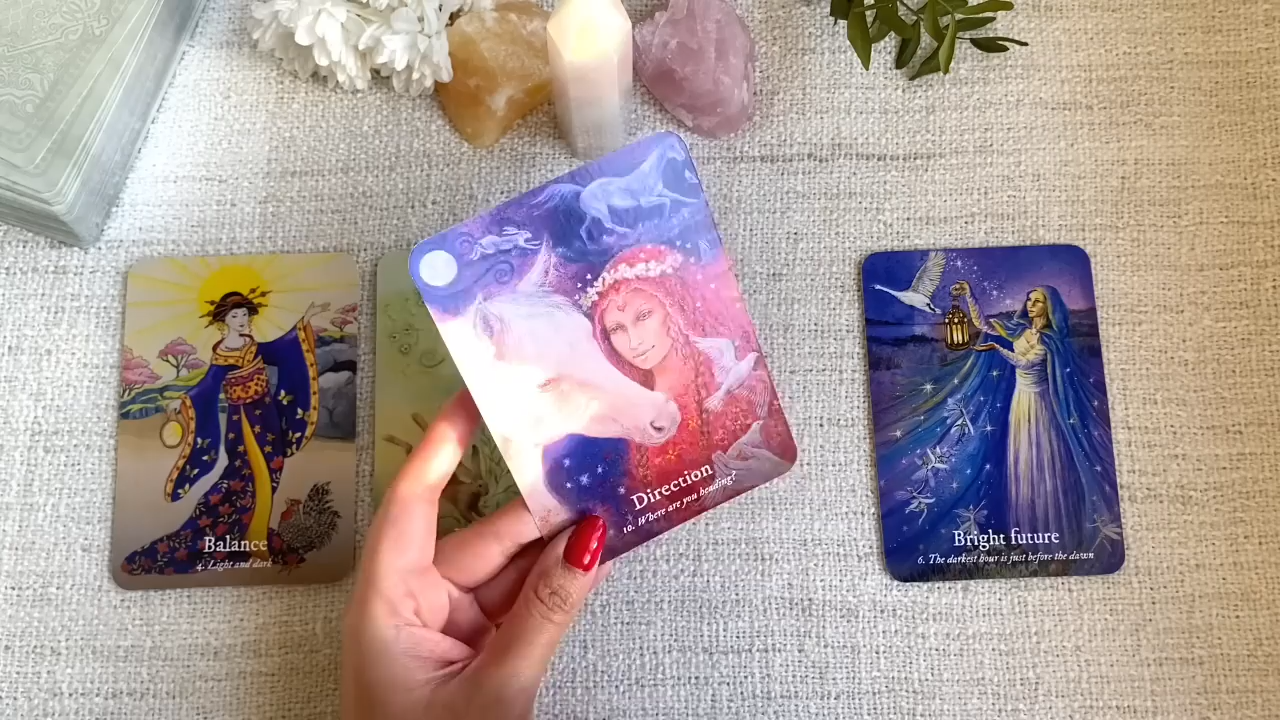 Balance
4. Light and dark
Direction
10. Where are you heading?
Bright future
6. The darkest hour is just before the dawn